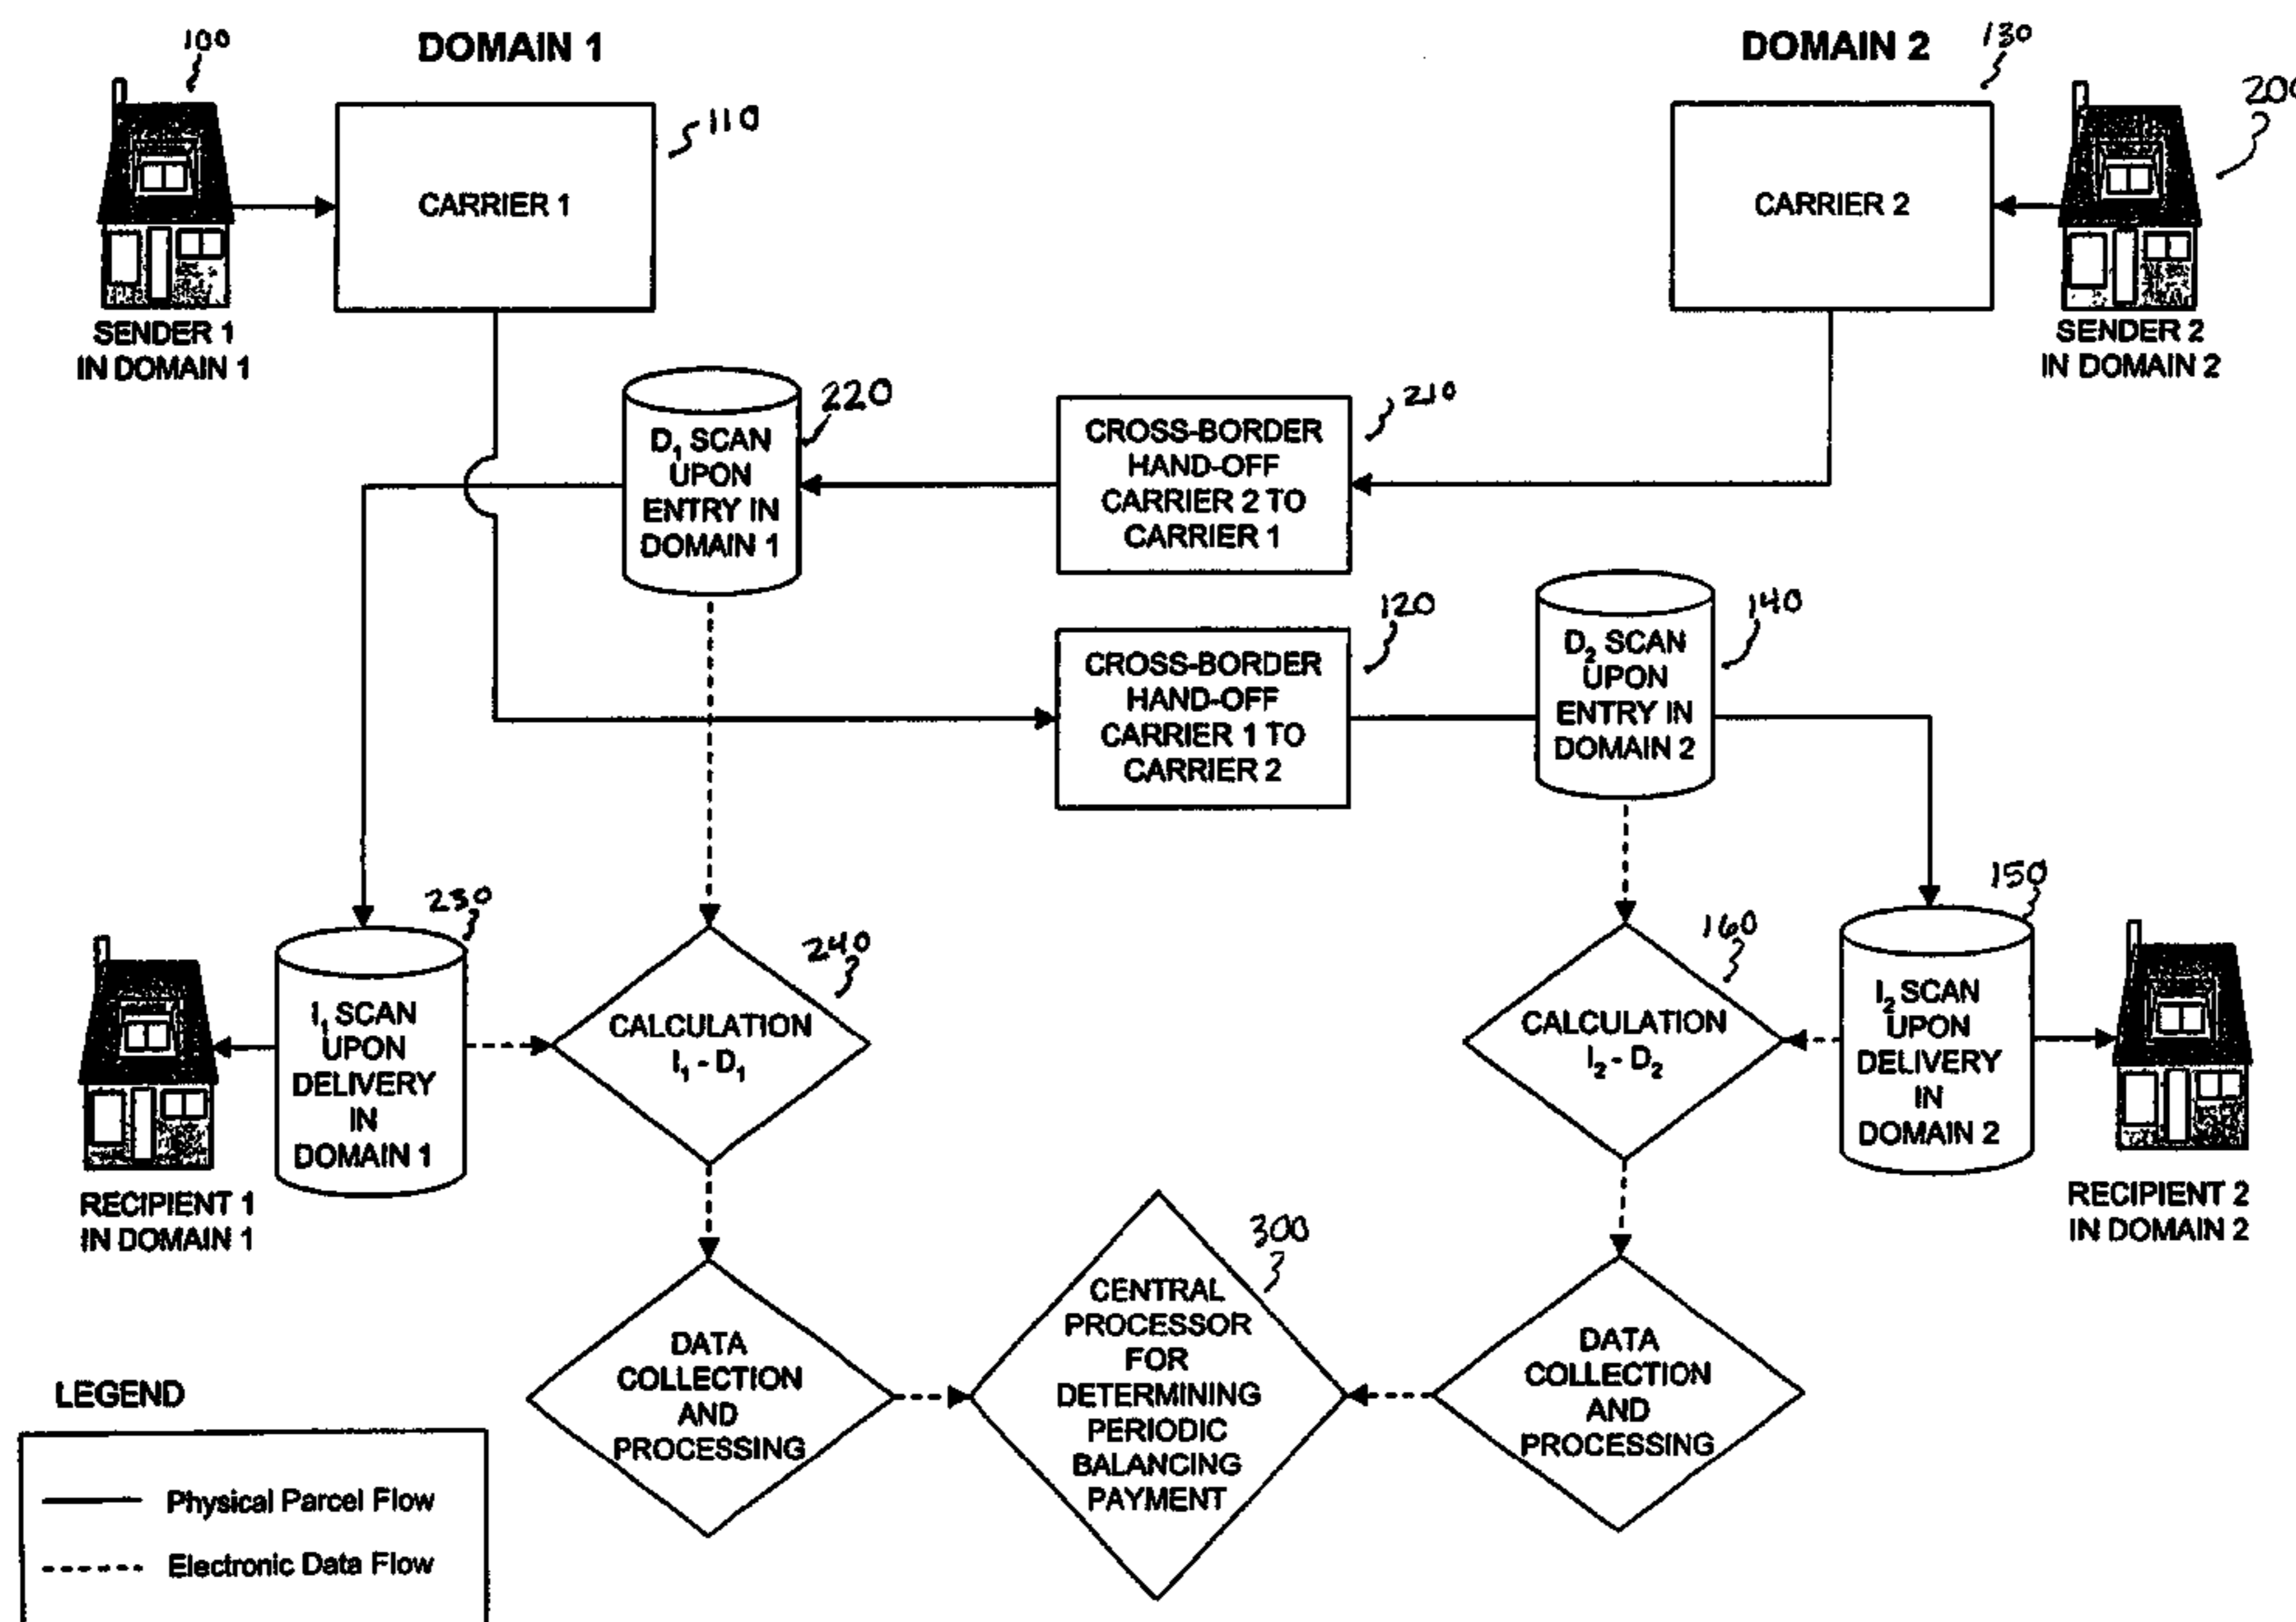 100
DOMAIN 1
DOMAIN 2
130
200
110
CARRIER 1
CARRIER 2
SENDER 1
IN DOMAIN 1
SENDER 2
IN DOMAIN 2
220
D₁ SCAN
UPON
ENTRY IN
DOMAIN 1
210
CROSS-BORDER
HAND-OFF
CARRIER 2 TO
CARRIER 1
120
CROSS-BORDER
HAND-OFF
CARRIER 1 TO
CARRIER 2
140
D₂ SCAN
UPON
ENTRY IN
DOMAIN 2
230
I₁ SCAN
UPON
DELIVERY
IN
DOMAIN 1
240
CALCULATION
I₁ - D₁
160
CALCULATION
I₂ - D₂
150
I₂ SCAN
UPON
DELIVERY
IN
DOMAIN 2
RECIPIENT 1
IN DOMAIN 1
RECIPIENT 2
IN DOMAIN 2
DATA
COLLECTION
AND
PROCESSING
300
CENTRAL
PROCESSOR
FOR
DETERMINING
PERIODIC
BALANCING
PAYMENT
DATA
COLLECTION
AND
PROCESSING
LEGEND
Physical Parcel Flow
Electronic Data Flow